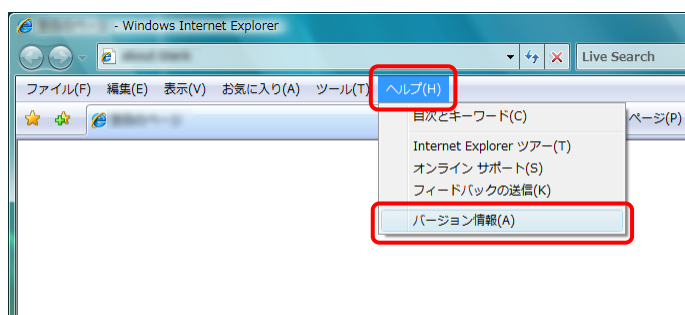 - Windows Internet Explorer
Live Search
ファイル(F) 編集(E) 表示(V) お気に入り(A) ツール(T) ヘルプ(H)
目次とキーワード(C)
ページ(P)
Internet Explorer ツアー(T)
オンライン サポート(S)
フィードバックの送信(K)
バージョン情報(A)